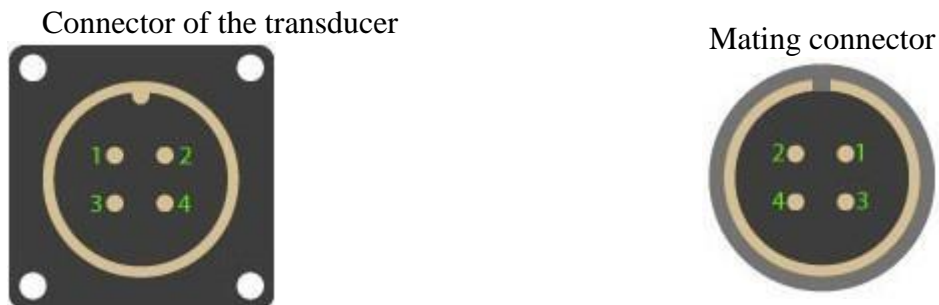 Connector of the transducer
Mating connector
1 2
3 4
2 1
4 3